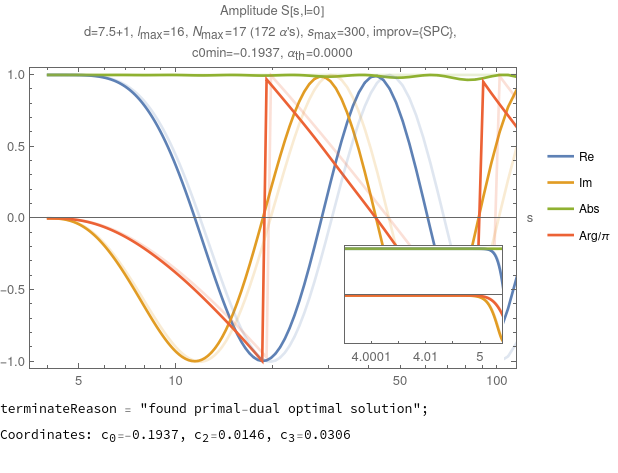 Amplitude S[s,l=0]
d=7.5+1, lmax=16, Nmax=17 (172 α's), smax=300, improv={SPC},
c0min=-0.1937, αth=0.0000
1.0
0.5
0.0
-0.5
-1.0
5 10 50 100
s
Re
Im
Abs
Arg/π
4.0001 4.01 5
terminateReason = "found primal-dual optimal solution";
Coordinates: c0=-0.1937, c2=0.0146, c3=0.0306